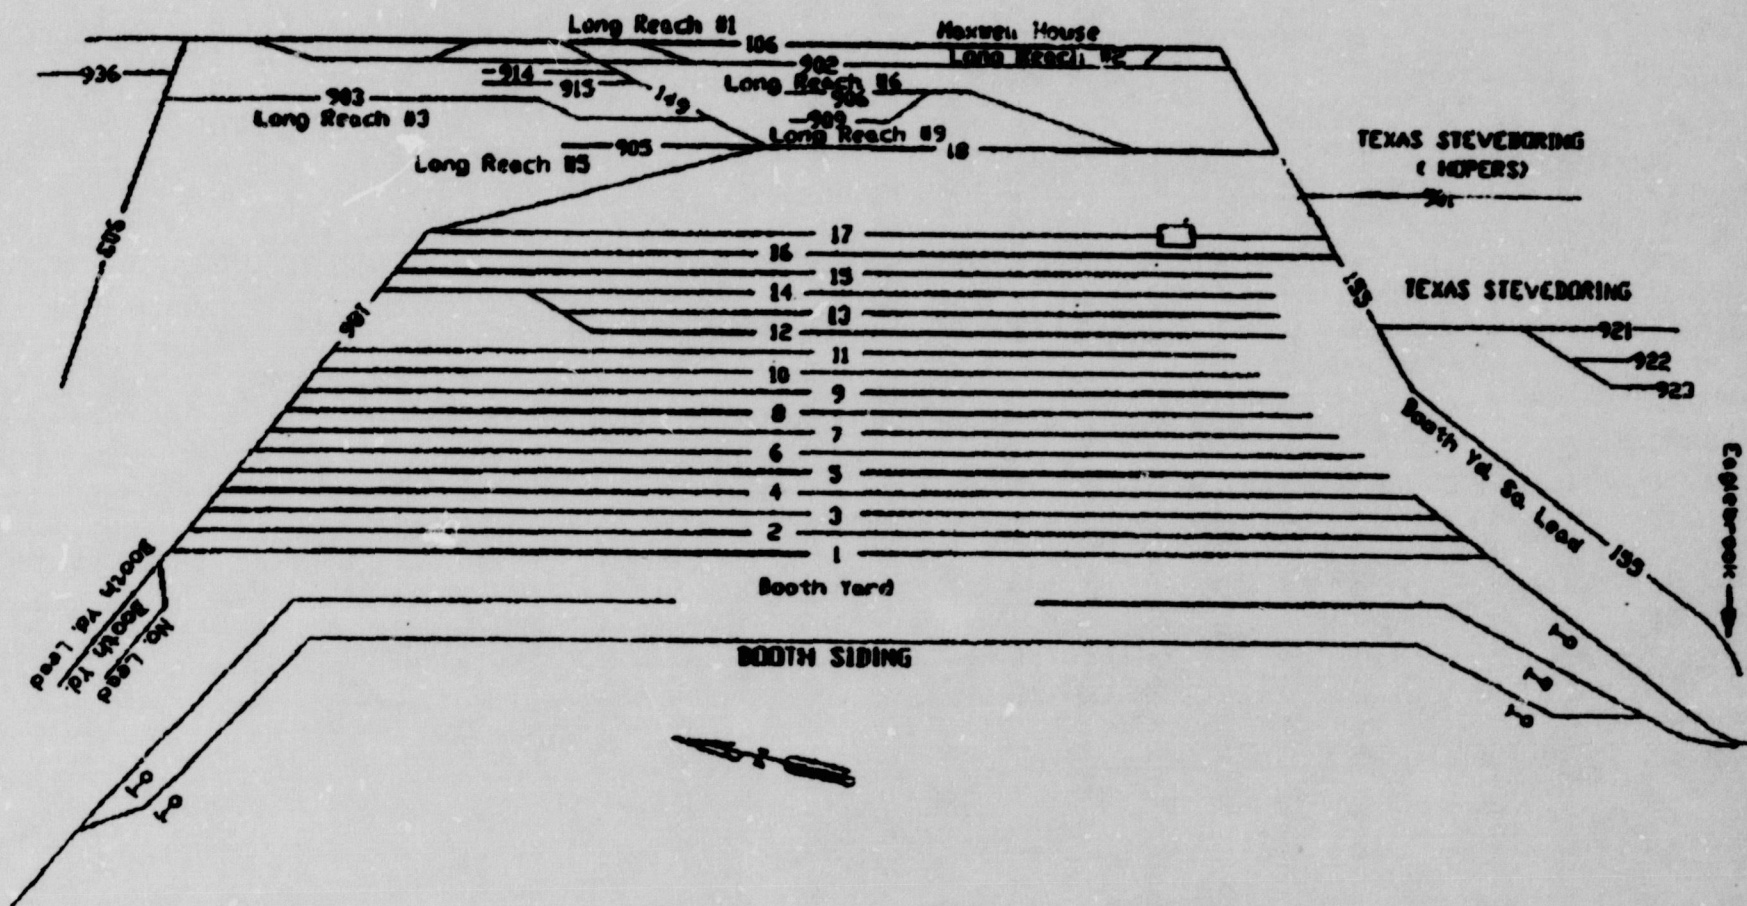 Long Reach #1
Maxwell House
106
Long Reach #2
936
914
902
915
Long Reach #6
906
903
149
Long Reach #3
909
Long Reach #9
905
18
Long Reach #5
TEXAS STEVEDORING
( HOPERS)
903
17
16
15
14
13
12
11
10
9
8
7
6
5
4
3
2
1
155
TEXAS STEVEDORING
921
922
923
Booth Yd. So. Lead
155
Eaglebrook
Booth Yd. Lead
Booth Yd.
No. Lead
Booth Yard
BOOTH SIDING
N